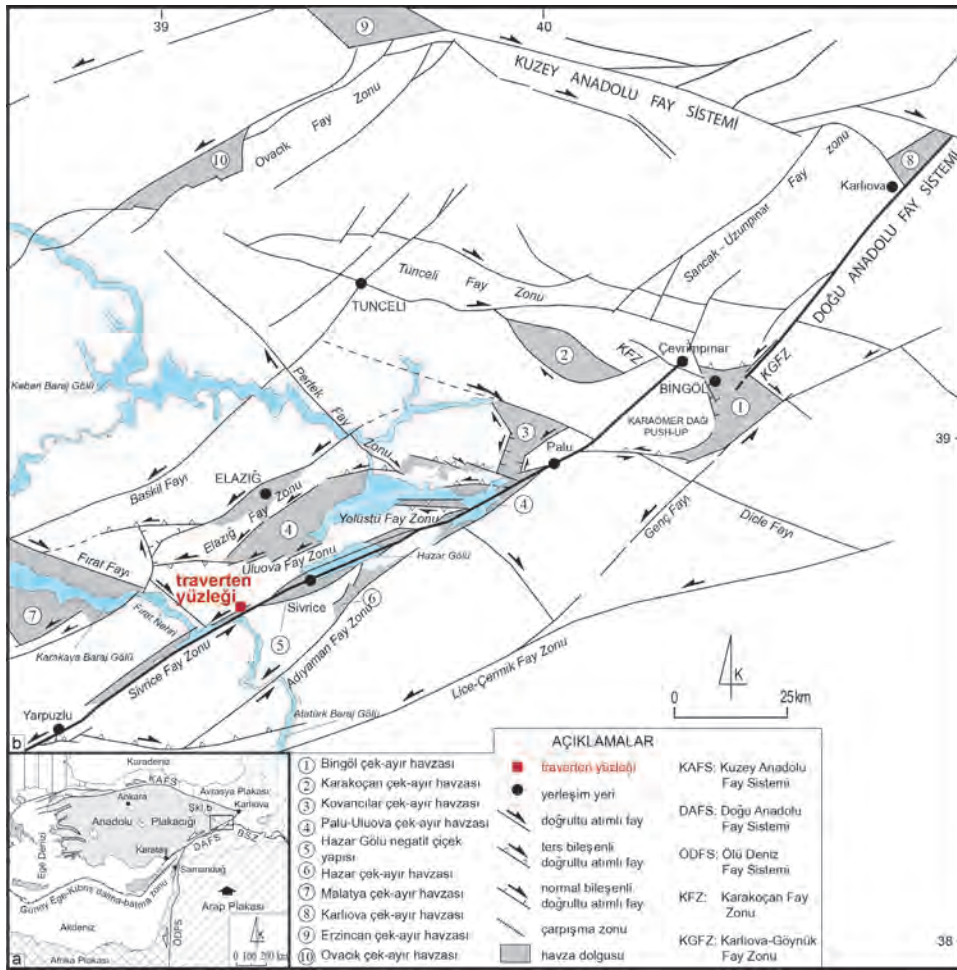 39
40
9
KUZEY ANADOLU FAY SİSTEMİ
Ovacık Fay Zonu
10
8
Karlıova
Sancak - Uzunpınar Fay zonu
DOĞU ANADOLU FAY SİSTEMİ
Tunceli Fay Zonu
TUNCELİ
2
KFZ
Çevrimpınar
KGFZ
BİNGÖL
1
Keban Baraj Gölü
Pertek Fay Zonu
KARAÖMER DAĞI
PUSH-UP
39
3
Palu
Baskil Fayı
ELAZIĞ
Elazığ Fay Zonu
4
4
Yolüstü Fay Zonu
Genç Fayı
Dicle Fayı
Hazar Gölü
Uluova Fay Zonu
Fırat Fayı
traverten
yüzleği
Sivrice
6
7
Fırat Nehri
5
Karakaya Baraj Gölü
Sivrice Fay Zonu
Adıyaman Fay Zonu
Lice-Çermik Fay Zonu
K
0 25km
Atatürk Baraj Gölü
Yarpuzlu
b
Karadeniz
KAFS
Ankara
Avrasya Plakası
Karlıova
Şkl.b
Anadolu Plakacığı
Ege Denizi
DAFS
BSZ
Karataş
Samandağ
Güney Ege-Kıbrıs dalma-batma zonu
Arap Plakası
Akdeniz
ÖDFS
K
0 100 200 km
Afrika Plakası
a
1 Bingöl çek-ayır havzası
2 Karakoçan çek-ayır havzası
3 Kovancılar çek-ayır havzası
4 Palu-Uluova çek-ayır havzası
5 Hazar Gölü negatif çiçek
yapısı
6 Hazar çek-ayır havzası
7 Malatya çek-ayır havzası
8 Karlıova çek-ayır havzası
9 Erzincan çek-ayır havzası
10 Ovacık çek-ayır havzası
AÇIKLAMALAR
traverten yüzleği
yerleşim yeri
doğrultu atımlı fay
ters bileşenli
doğrultu atımlı fay
normal bileşenli
doğrultu atımlı fay
çarpışma zonu
havza dolgusu
KAFS: Kuzey Anadolu
Fay Sistemi
DAFS: Doğu Anadolu
Fay Sistemi
ÖDFS: Ölü Deniz
Fay Sistemi
KFZ: Karakoçan Fay
Zonu
KGFZ: Karlıova-Göynük
Fay Zonu
38